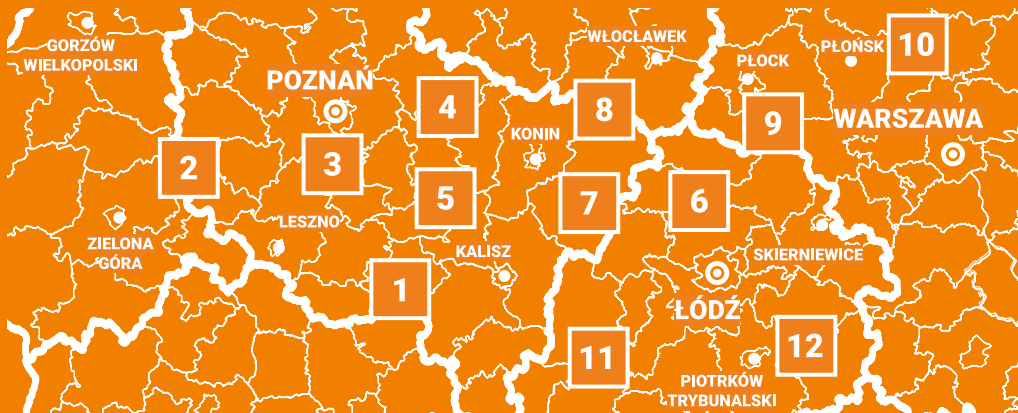 GORZÓW
WIELKOPOLSKI
POZNAŃ
WŁOCŁAWEK
PŁOCK
PŁOŃSK
10
4
8
9
WARSZAWA
KONIN
2
3
5
7
6
ZIELONA
GÓRA
LESZNO
KALISZ
SKIERNIEWICE
1
ŁÓDŹ
11
12
PIOTRKÓW
TRYBUNALSKI